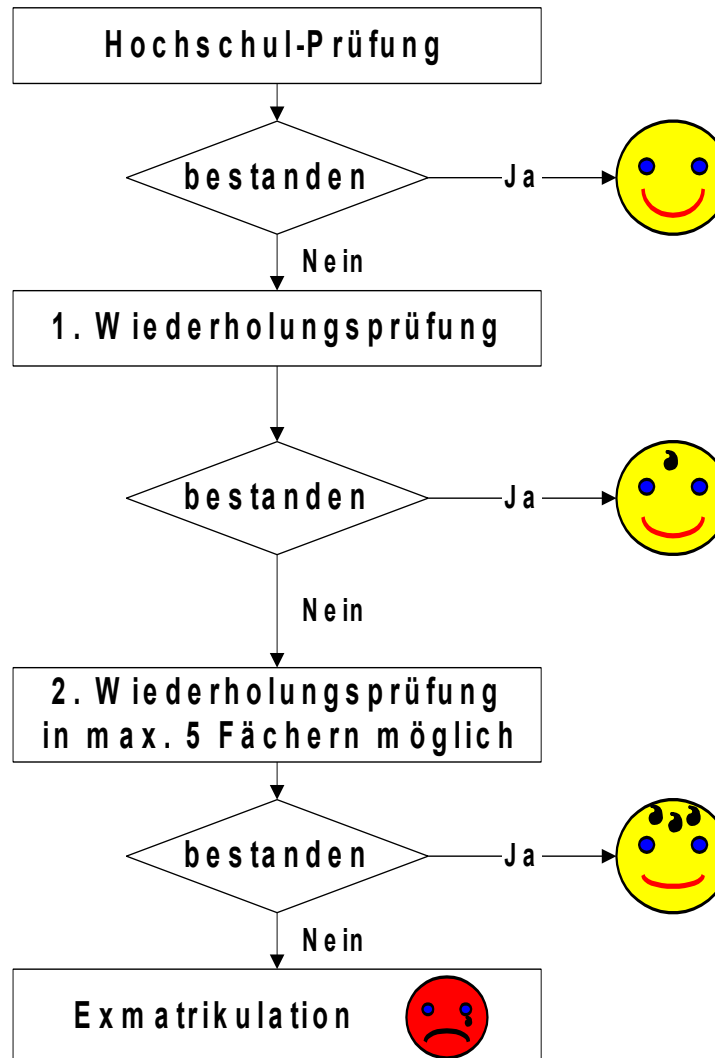 Hochschul-Prüfung
bestanden
Ja
Nein
1. Wiederholungsprüfung
bestanden
Ja
Nein
2. Wiederholungsprüfung
in max. 5 Fächern möglich
bestanden
Ja
Nein
Exmatrikulation